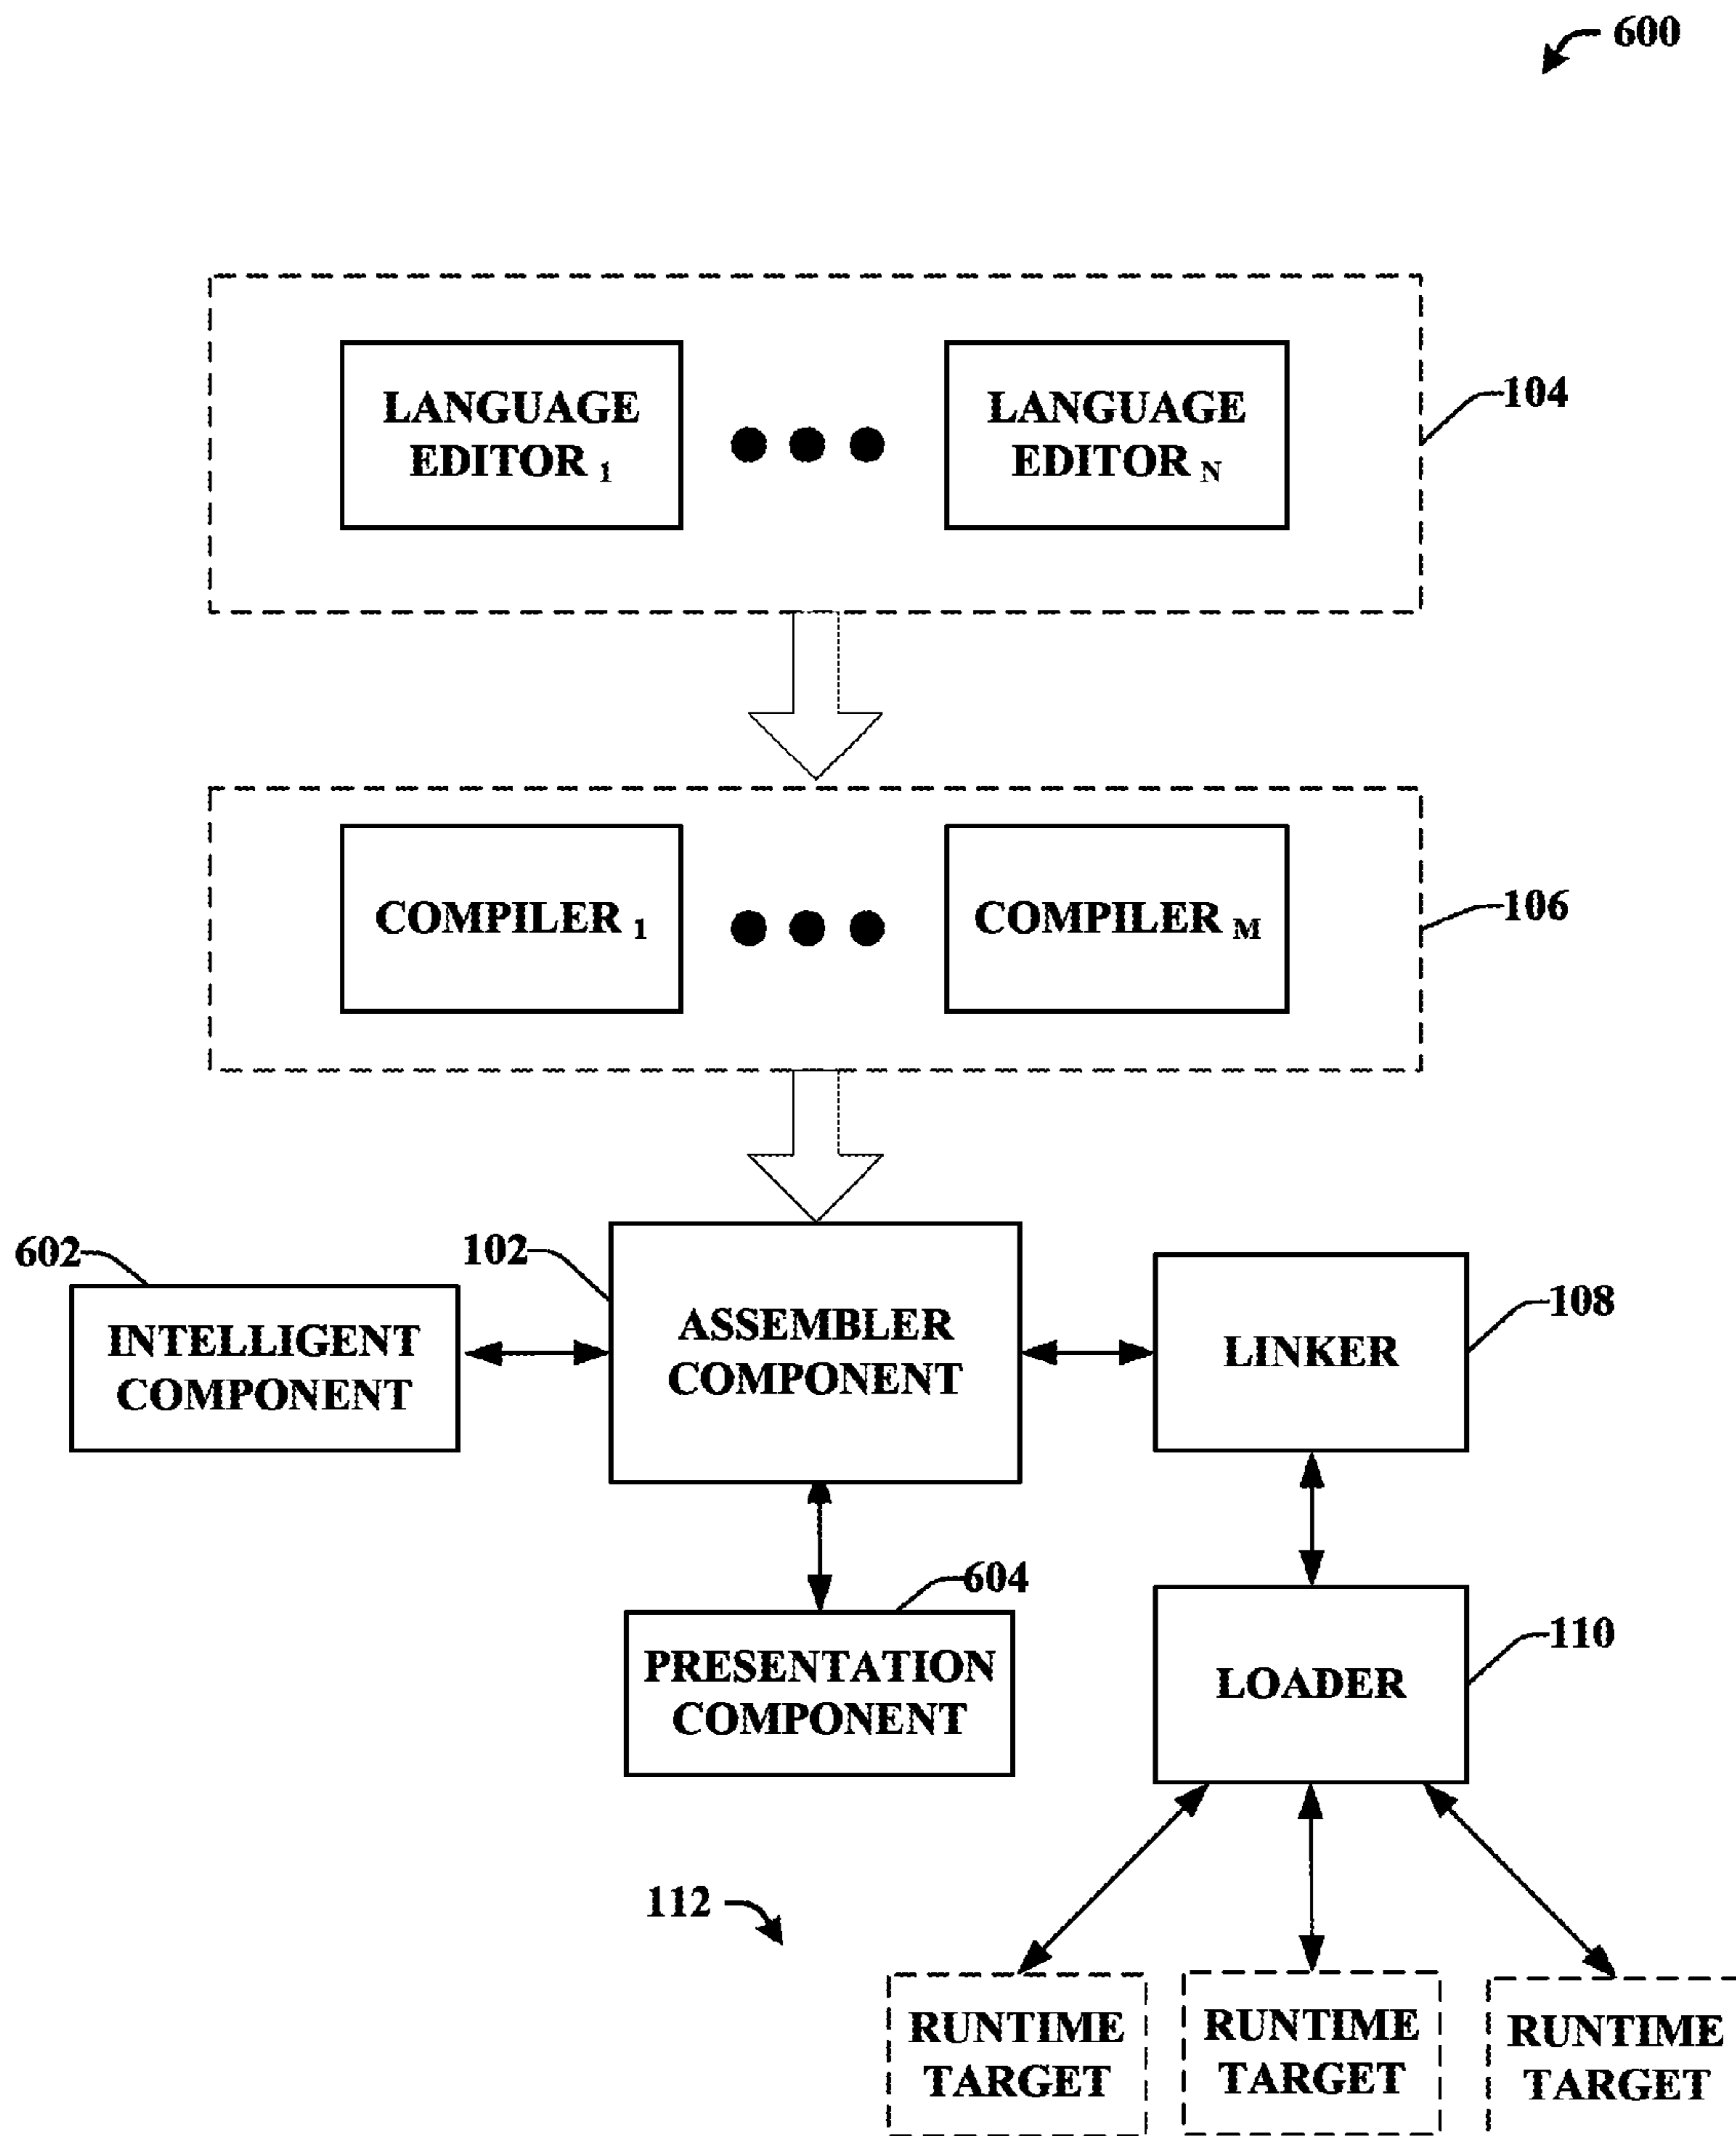 600
LANGUAGE
EDITOR 1
LANGUAGE
EDITOR N
104
COMPILER 1
COMPILER M
106
602
INTELLIGENT
COMPONENT
102
ASSEMBLER
COMPONENT
LINKER
108
604
PRESENTATION
COMPONENT
LOADER
110
112
RUNTIME
TARGET
RUNTIME
TARGET
RUNTIME
TARGET